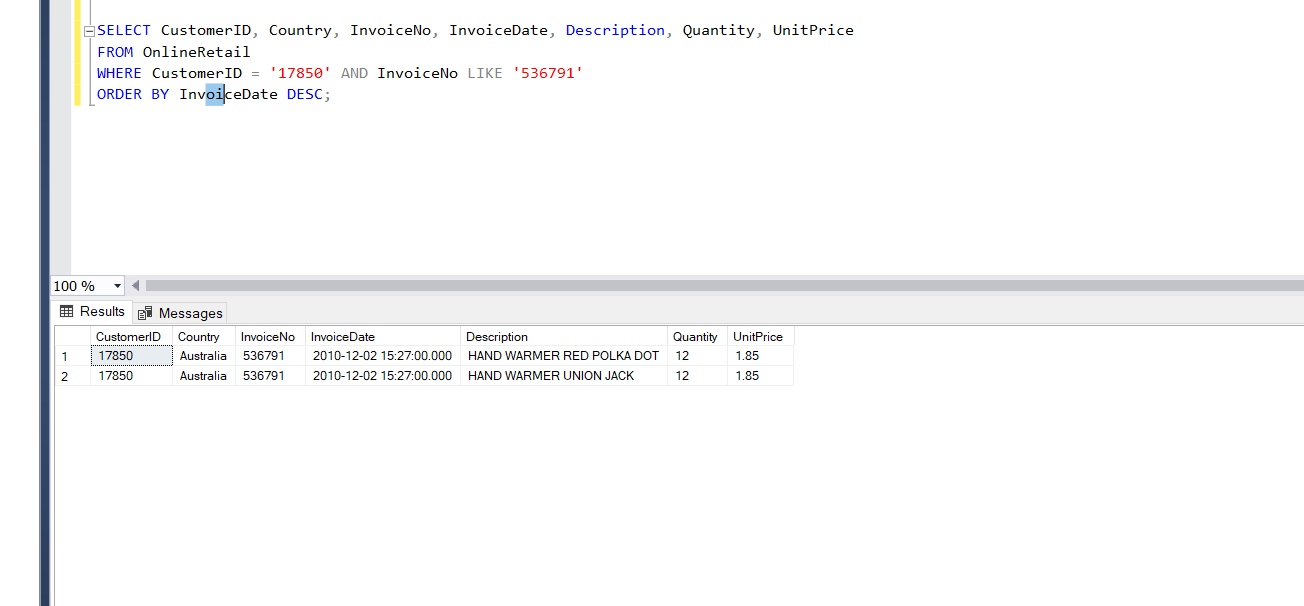 SELECT CustomerID, Country, InvoiceNo, InvoiceDate, Description, Quantity, UnitPrice
FROM OnlineRetail
WHERE CustomerID = '17850' AND InvoiceNo LIKE '536791'
ORDER BY InvoiceDate DESC;
100 %
Results Messages
CustomerID Country InvoiceNo InvoiceDate Description Quantity UnitPrice
1 17850 Australia 536791 2010-12-02 15:27:00.000 HAND WARMER RED POLKA DOT 12 1.85
2 17850 Australia 536791 2010-12-02 15:27:00.000 HAND WARMER UNION JACK 12 1.85